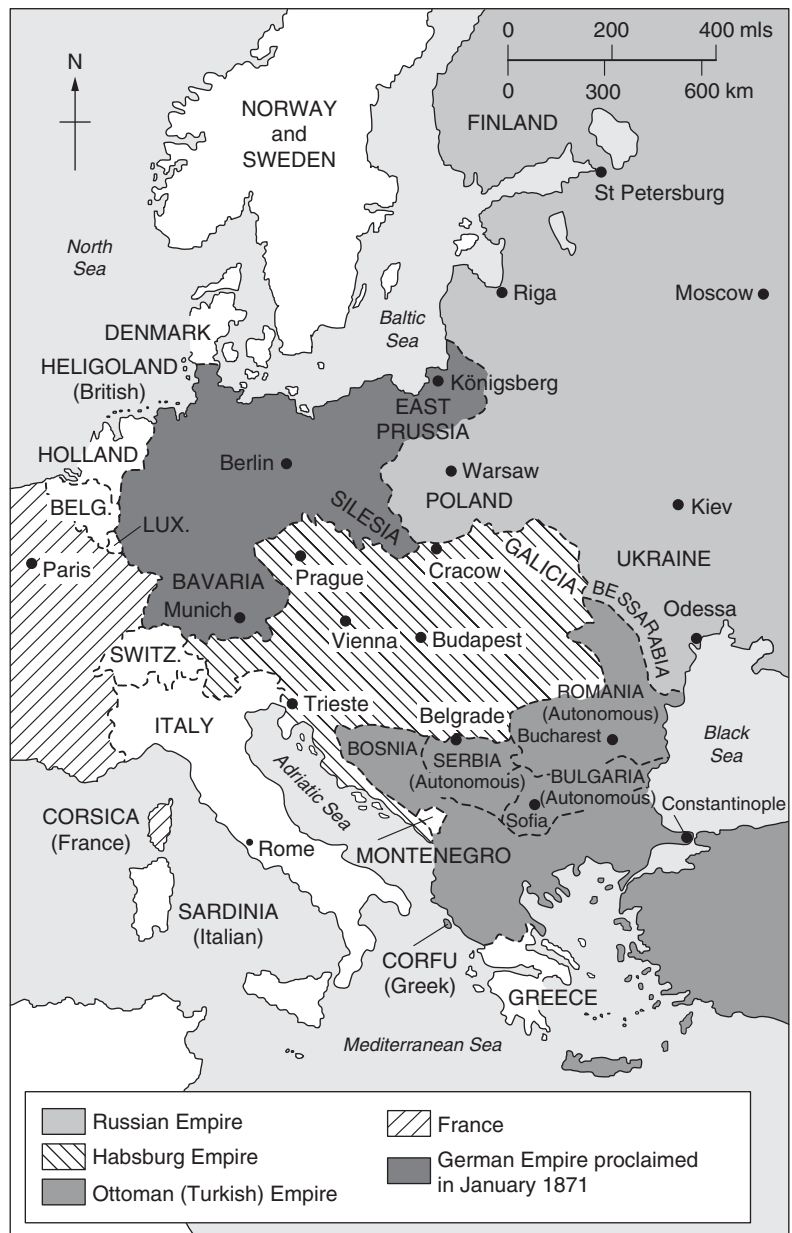 0 200 400 mls
0 300 600 km
N
NORWAY
and
SWEDEN
FINLAND
St Petersburg
North
Sea
Riga
Moscow
Baltic
Sea
DENMARK
HELIGOLAND
(British)
Königsberg
EAST
PRUSSIA
HOLLAND
Berlin
Warsaw
POLAND
BELG.
SILESIA
Kiev
LUX.
Paris
Prague
Cracow
GALICIA
UKRAINE
BAVARIA
Munich
BESSARABIA
Odessa
Vienna
Budapest
SWITZ.
Trieste
ROMANIA
(Autonomous)
Bucharest
ITALY
Belgrade
BOSNIA
SERBIA
(Autonomous)
Black
Sea
Adriatic Sea
BULGARIA
(Autonomous)
Sofia
Constantinople
CORSICA
(France)
Rome
MONTENEGRO
SARDINIA
(Italian)
CORFU
(Greek)
GREECE
Mediterranean Sea
Russian Empire
Habsburg Empire
Ottoman (Turkish) Empire
France
German Empire proclaimed
in January 1871